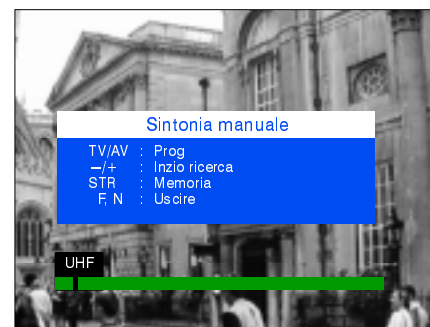 Sintonia manuale
TV/AV : Prog
–/+ : Inzio ricerca
STR : Memoria
F, N : Uscire
UHF